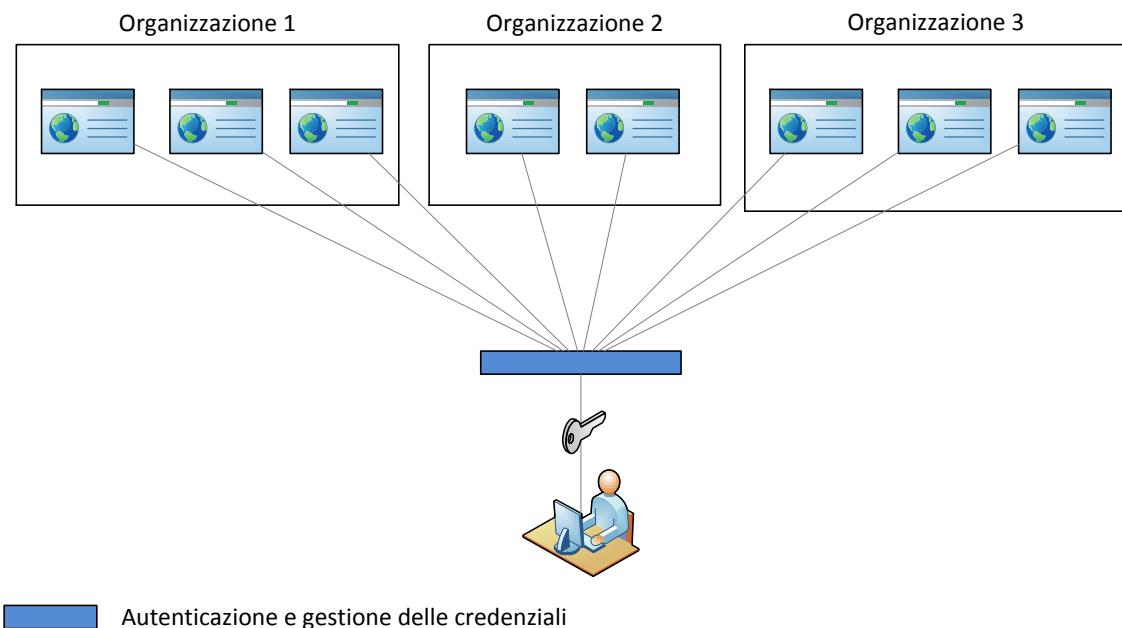 Organizzazione 1
Organizzazione 2
Organizzazione 3
Autenticazione e gestione delle credenziali